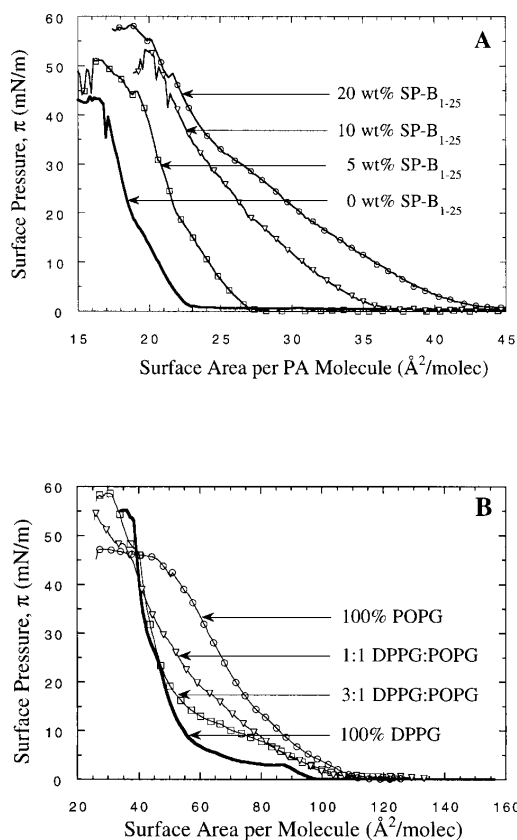 A
60
50
40
30
20
10
0
Surface Pressure, π (mN/m)
20 wt% SP-B1-25
10 wt% SP-B1-25
5 wt% SP-B1-25
0 wt% SP-B1-25
15 20 25 30 35 40 45
Surface Area per PA Molecule (Å2/molec)
B
60
50
40
30
20
10
0
Surface Pressure, π (mN/m)
100% POPG
1:1 DPPG:POPG
3:1 DPPG:POPG
100% DPPG
20 40 60 80 100 120 140 160
Surface Area per Molecule (Å2/molec)